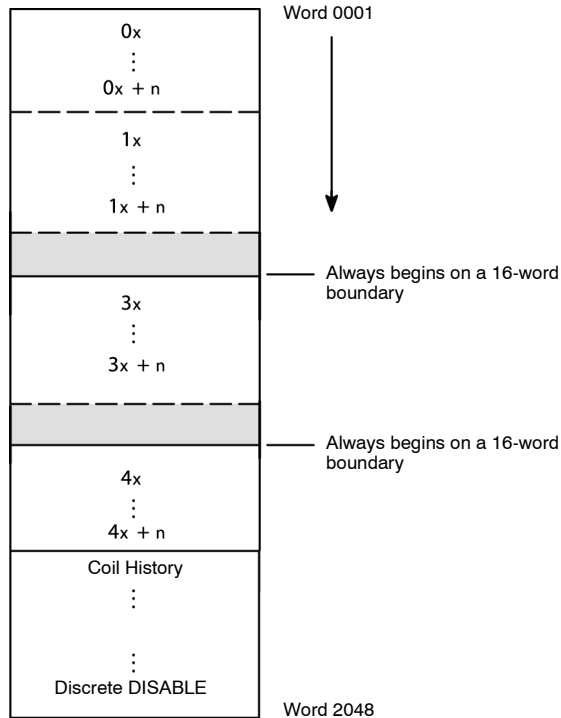 Word 0001
0x
⋮
0x + n
1x
⋮
1x + n
Always begins on a 16-word
boundary
3x
⋮
3x + n
Always begins on a 16-word
boundary
4x
⋮
4x + n
Coil History
⋮
⋮
Discrete DISABLE
Word 2048